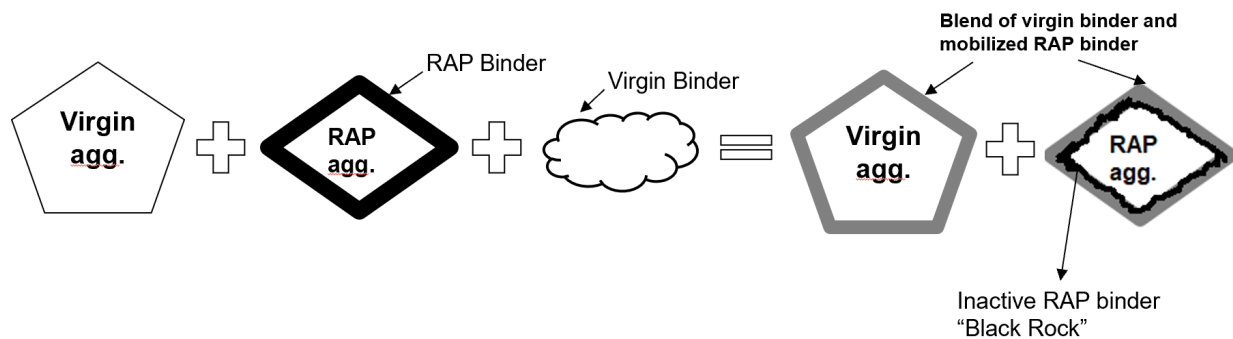 Virgin
agg.
RAP
agg.
RAP Binder
Virgin Binder
Blend of virgin binder and
mobilized RAP binder
Virgin
agg.
RAP
agg.
Inactive RAP binder
“Black Rock”